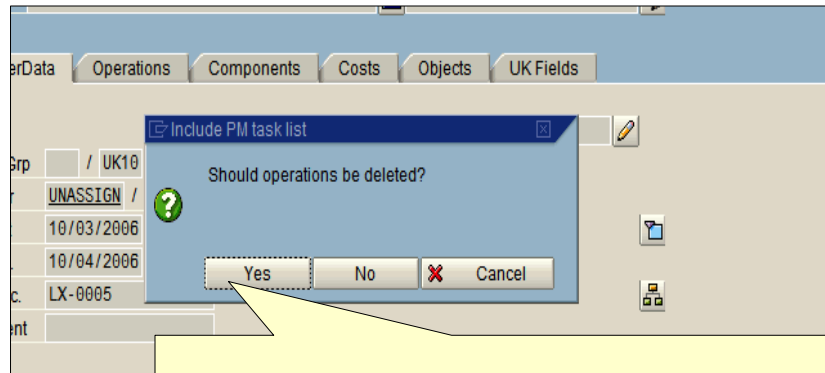 erData Operations Components Costs Objects UK Fields
Include PM task list
Should operations be deleted?
Grp / UK10
UNASSIGN /
10/03/2006
10/04/2006
Yes No Cancel
c. LX-0005
ent